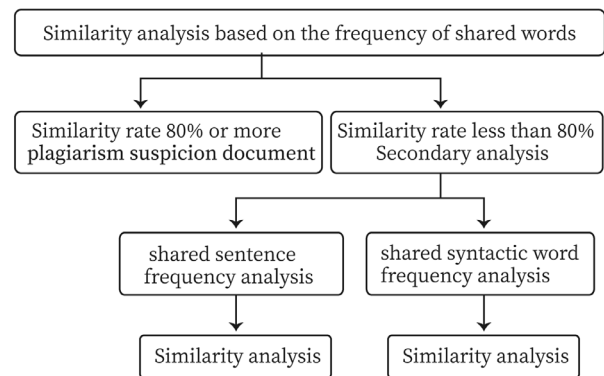 Similarity analysis based on the frequency of shared words
Similarity rate 80% or more
plagiarism suspicion document
Similarity rate less than 80%
Secondary analysis
shared sentence
frequency analysis
shared syntactic word
frequency analysis
Similarity analysis
Similarity analysis